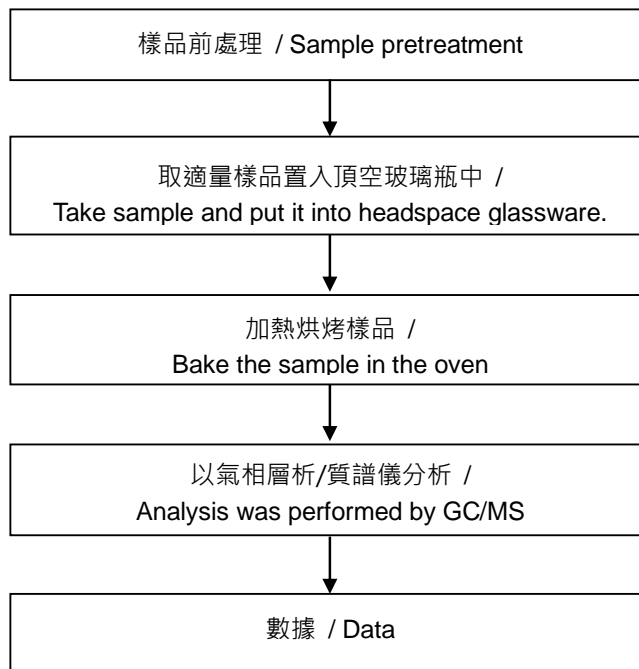 樣品前處理 / Sample pretreatment
取適量樣品置入頂空玻璃瓶中 /
Take sample and put it into headspace glassware.
加熱烘烤樣品 /
Bake the sample in the oven
以氣相層析/質譜儀分析 /
Analysis was performed by GC/MS
數據 / Data